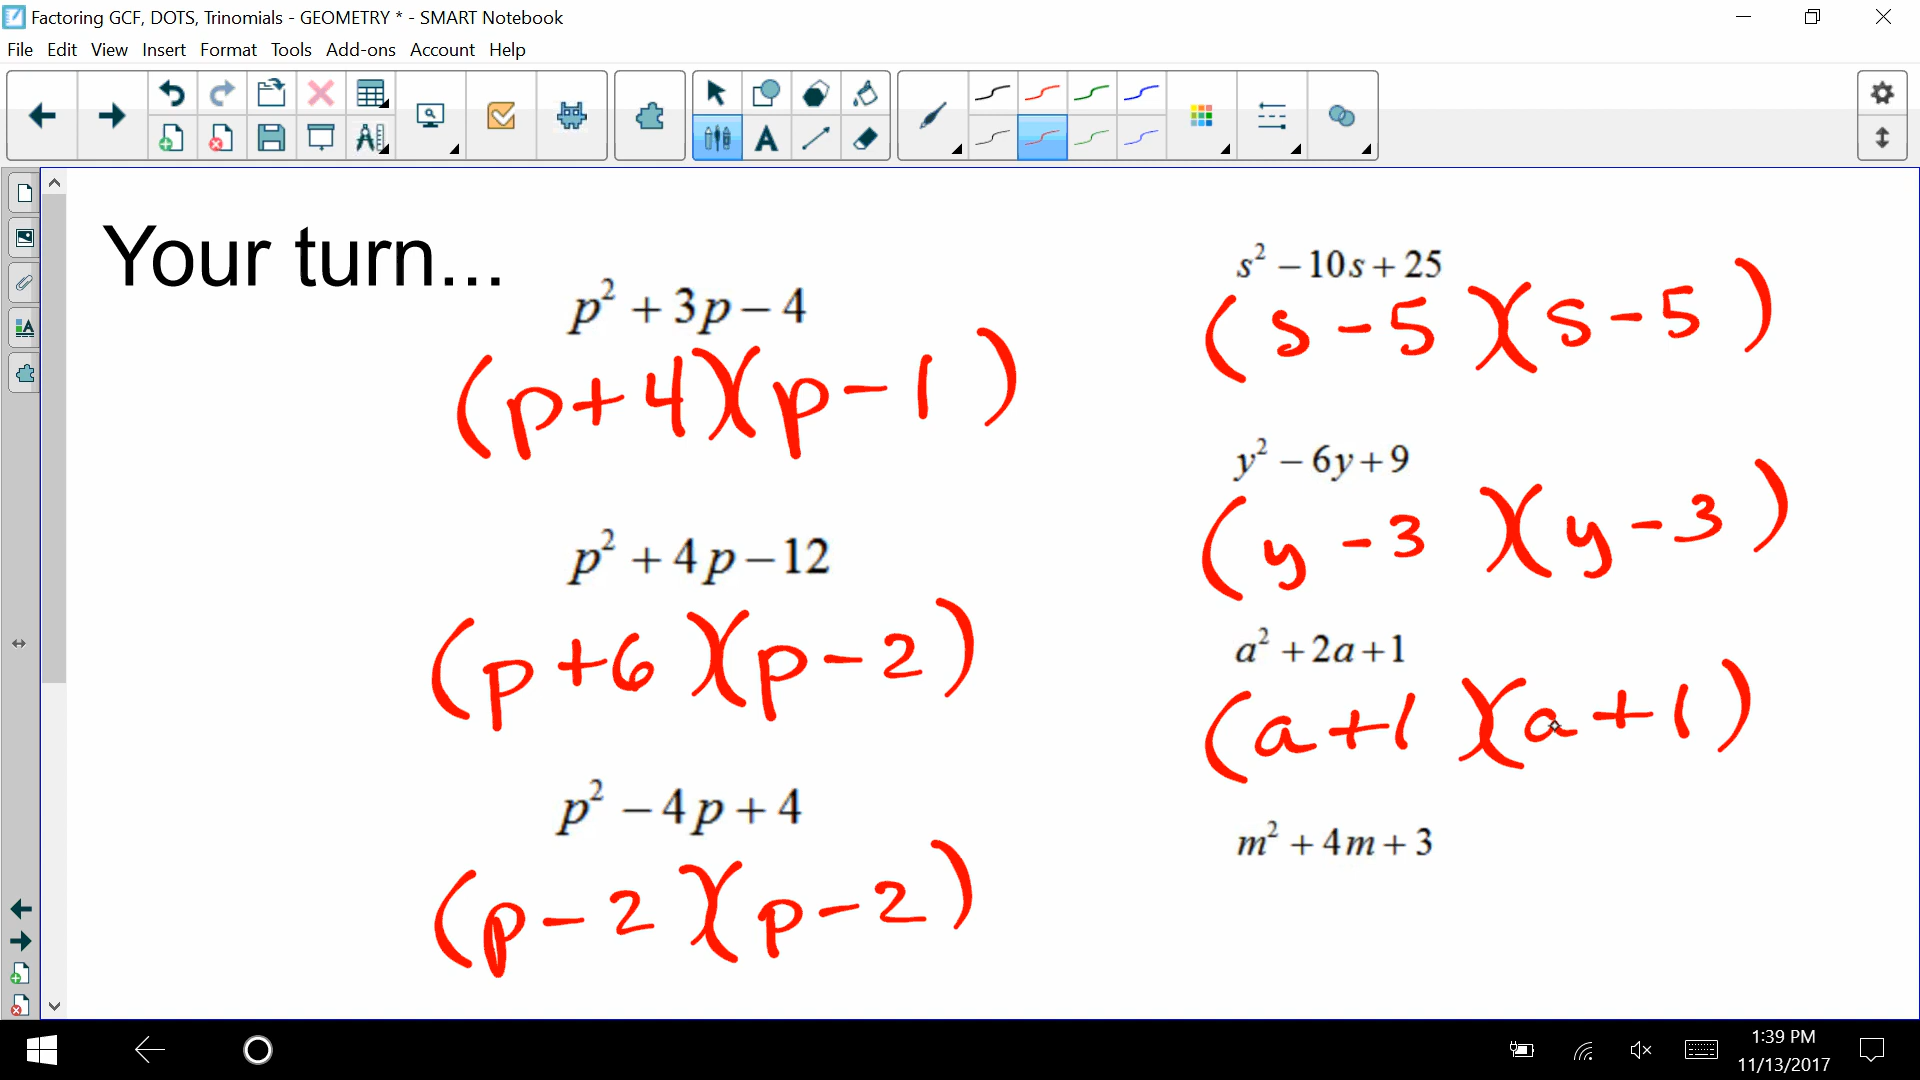 Factoring GCF, DOTS, Trinomials - GEOMETRY * - SMART Notebook
File Edit View Insert Format Tools Add-ons Account Help
Your turn...
p² + 3p − 4
(p+4)(p−1)
p² + 4p − 12
(p+6)(p−2)
p² − 4p + 4
(p−2)(p−2)
s² − 10s + 25
(s−5)(s−5)
y² − 6y + 9
(y−3)(y−3)
a² + 2a + 1
(a+1)(a+1)
m² + 4m + 3
1:39 PM
11/13/2017